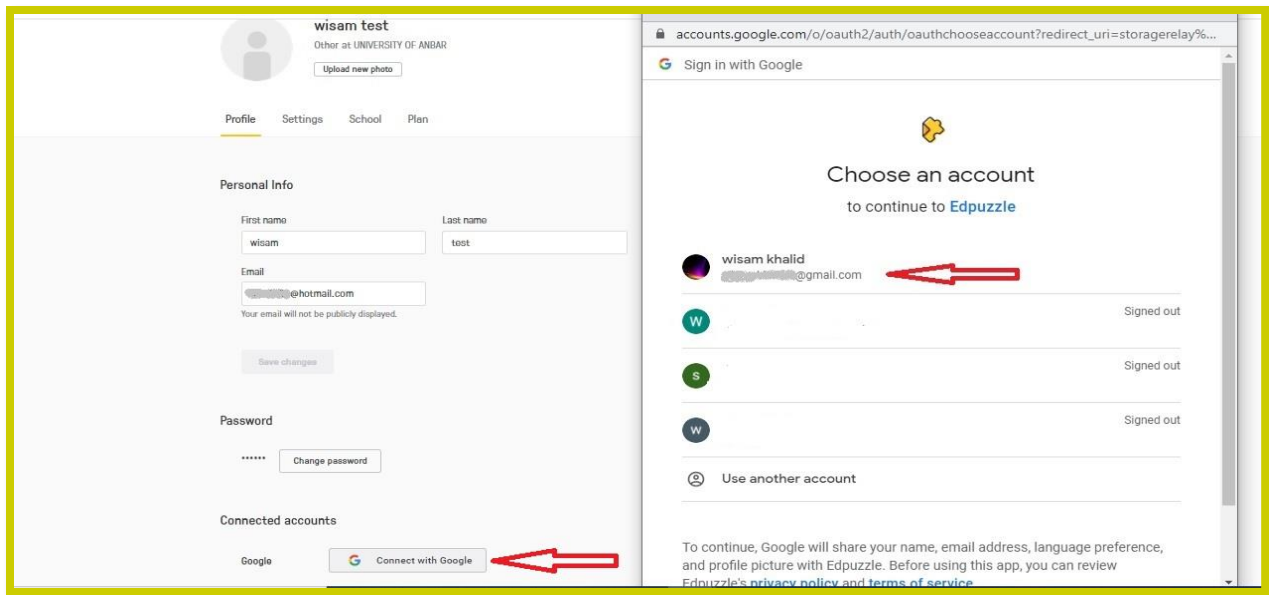 wisam test
Othor at UNIVERSITY OF ANBAR
Upload new photo
Profile Settings School Plan
Personal Info
First name Last name
wisam test
Email
@hotmail.com
Your email will not be publicly displayed.
Save changes
Password
•••••• Change password
Connected accounts
Google Connect with Google
accounts.google.com/o/oauth2/auth/oauthchooseaccount?redirect_uri=storagerelay%...
G Sign in with Google
Choose an account
to continue to Edpuzzle
wisam khalid
@gmail.com
W Signed out
S Signed out
W Signed out
Use another account
To continue, Google will share your name, email address, language preference,
and profile picture with Edpuzzle. Before using this app, you can review
Edpuzzle's privacy policy and terms of service